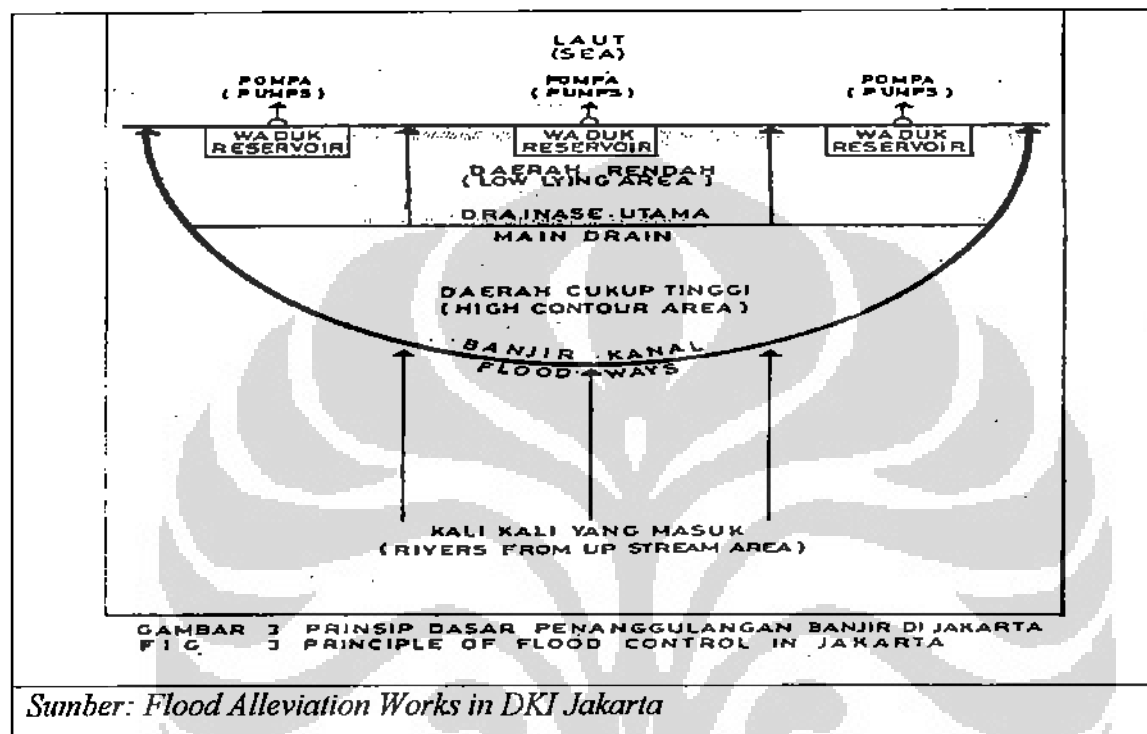 LAUT
(SEA)
POMPA
(PUMPS)
POMPA
(PUMPS)
POMPA
(PUMPS)
WADUK
RESERVOIR
WADUK
RESERVOIR
WADUK
RESERVOIR
DAERAH RENDAH
(LOW LYING AREA)
DRAINASE UTAMA
MAIN DRAIN
DAERAH CUKUP TINGGI
(HIGH CONTOUR AREA)
BANJIR KANAL
FLOOD WAYS
KALI KALI YANG MASUK
(RIVERS FROM UP STREAM AREA)
GAMBAR 3 PRINSIP DASAR PENANGGULANGAN BANJIR DI JAKARTA
FIG 3 PRINCIPLE OF FLOOD CONTROL IN JAKARTA
Sumber: Flood Alleviation Works in DKI Jakarta